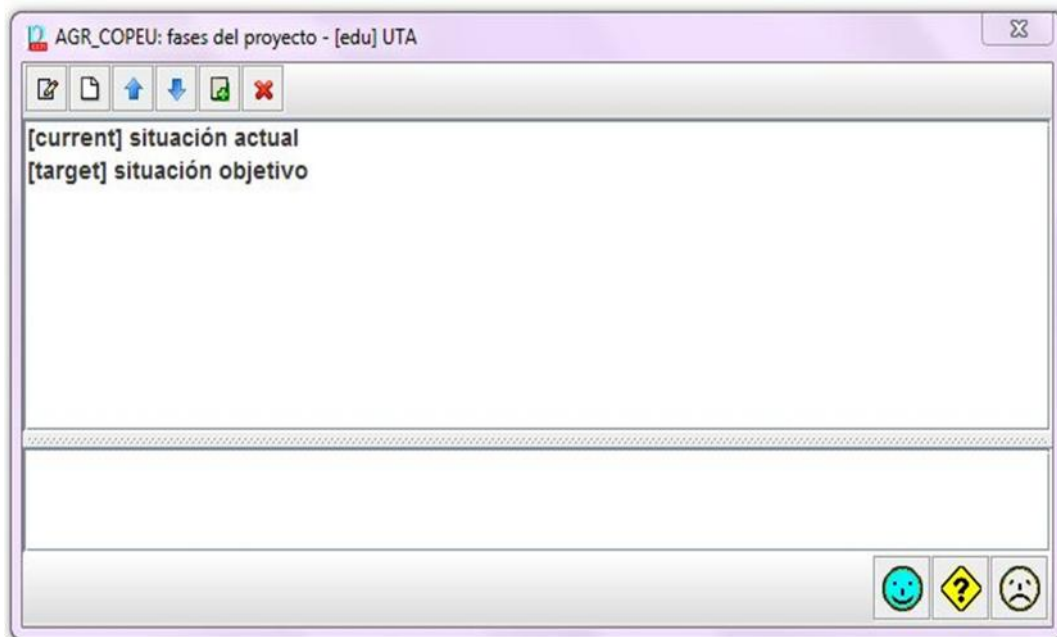 AGR_COPEU: fases del proyecto - [edu] UTA
[current] situación actual
[target] situación objetivo